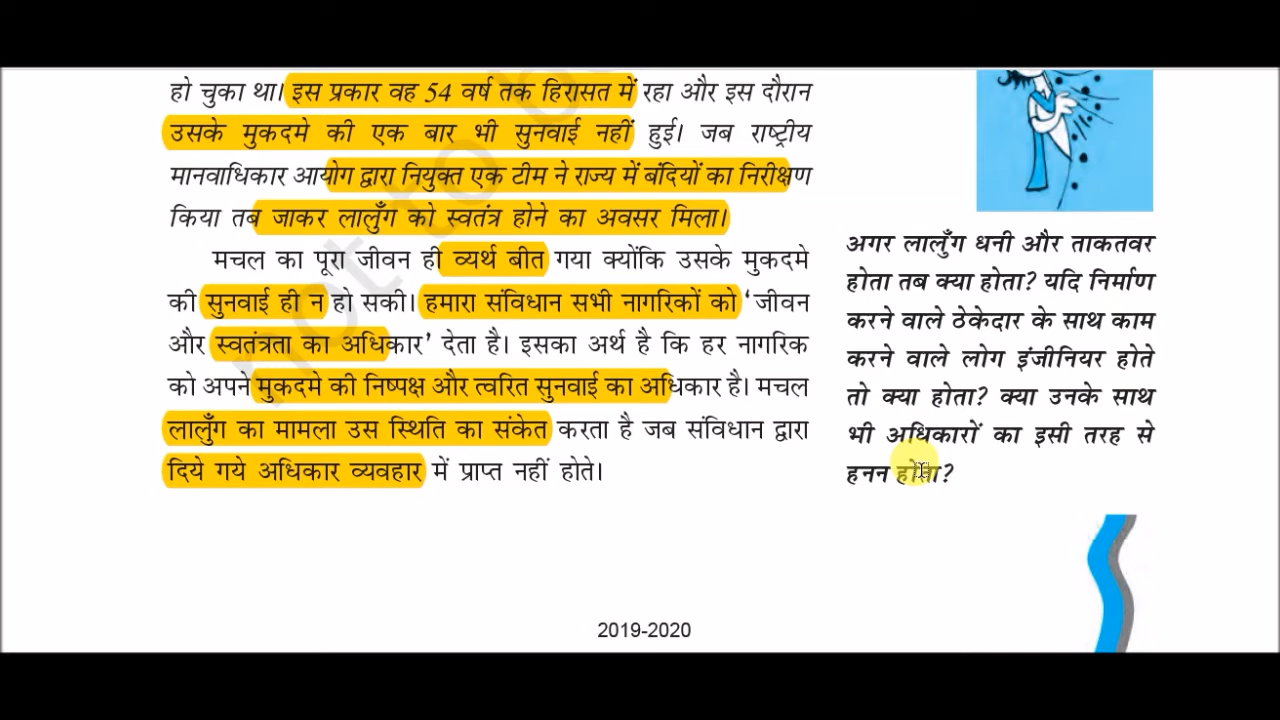 हो चुका था। इस प्रकार वह 54 वर्ष तक हिरासत में रहा और इस दौरान
उसके मुकदमे की एक बार भी सुनवाई नहीं हुई। जब राष्ट्रीय
मानवाधिकार आयोग द्वारा नियुक्त एक टीम ने राज्य में बंदियों का निरीक्षण
किया तब जाकर लालुँग को स्वतंत्र होने का अवसर मिला।
मचल का पूरा जीवन ही व्यर्थ बीत गया क्योंकि उसके मुकदमे
की सुनवाई ही न हो सकी। हमारा संविधान सभी नागरिकों को ‘जीवन
और स्वतंत्रता का अधिकार’ देता है। इसका अर्थ है कि हर नागरिक
को अपने मुकदमे की निष्पक्ष और त्वरित सुनवाई का अधिकार है। मचल
लालुँग का मामला उस स्थिति का संकेत करता है जब संविधान द्वारा
दिये गये अधिकार व्यवहार में प्राप्त नहीं होते।
अगर लालुँग धनी और ताकतवर
होता तब क्या होता? यदि निर्माण
करने वाले ठेकेदार के साथ काम
करने वाले लोग इंजीनियर होते
तो क्या होता? क्या उनके साथ
भी अधिकारों का इसी तरह से
हनन होता?
2019-2020
not to b